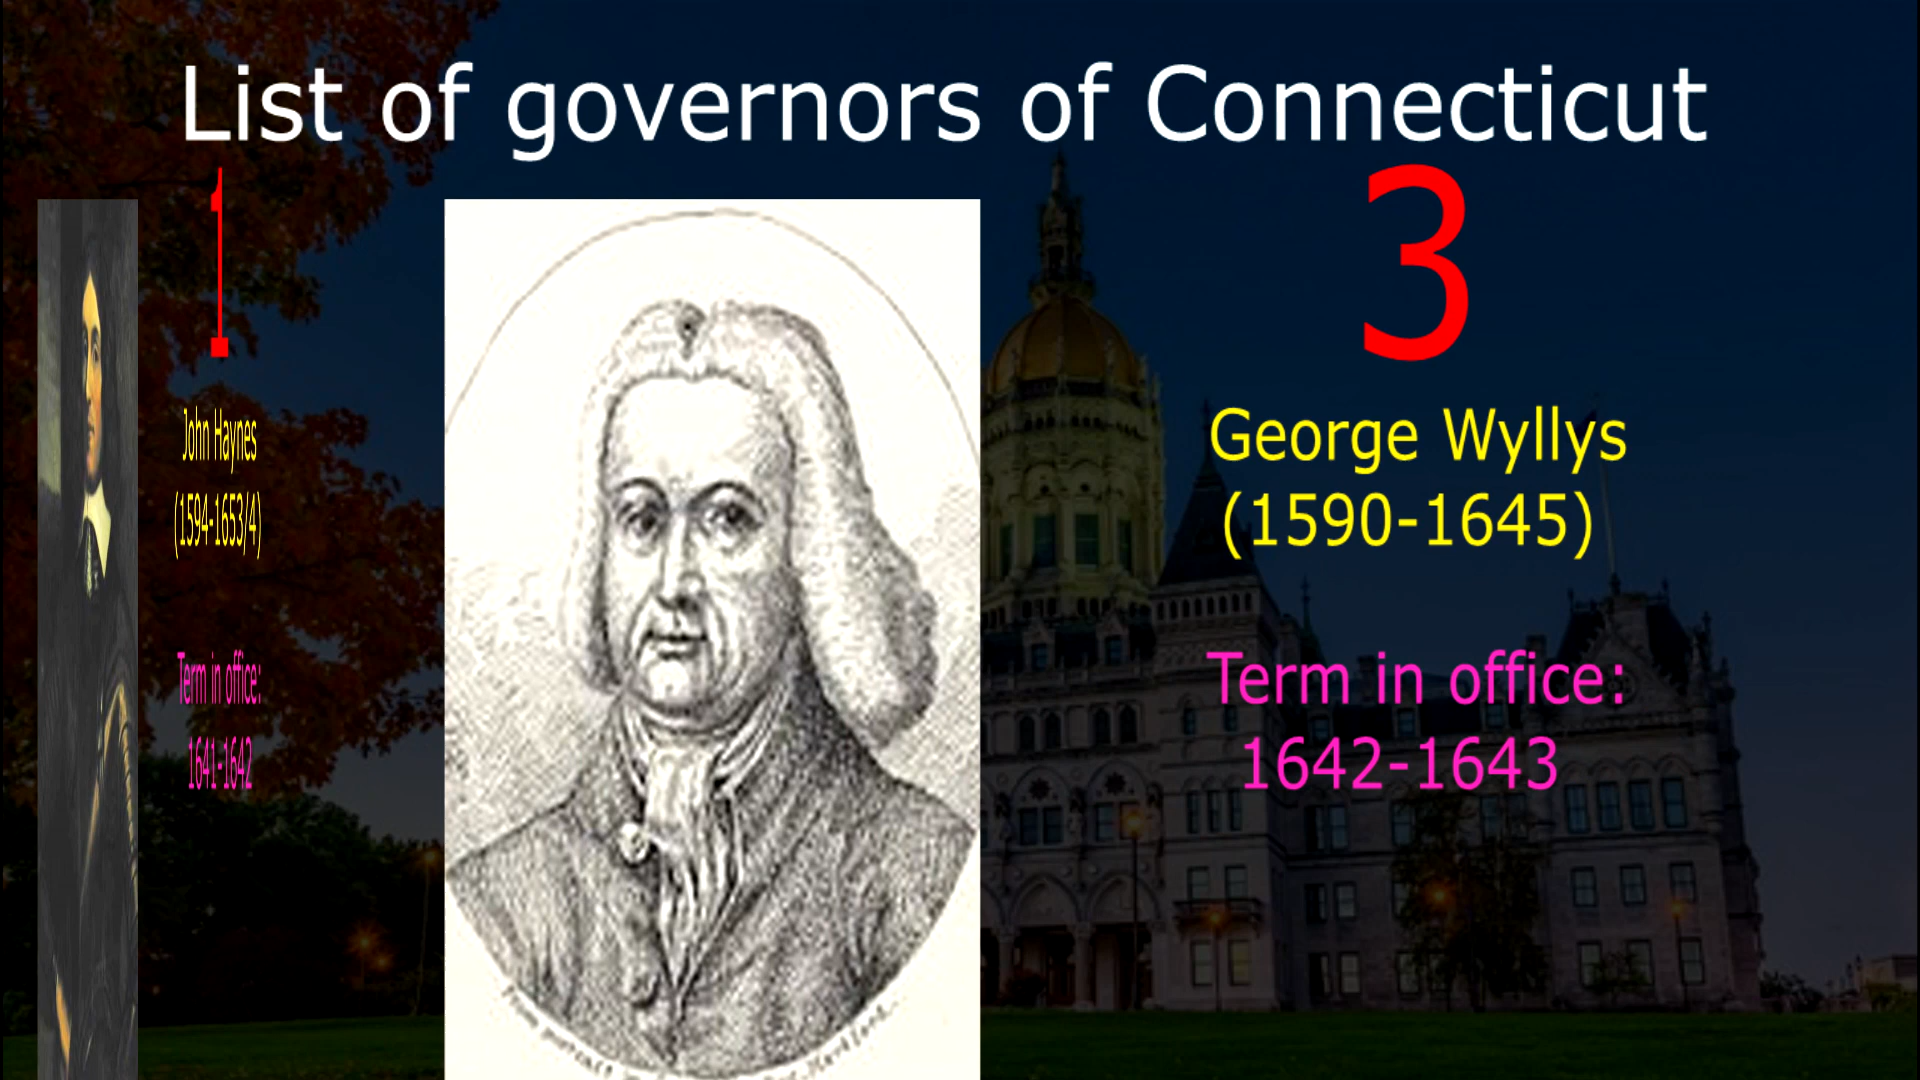 List of governors of Connecticut
1
John Haynes
(1594-1653/4)
Term in office:
1641-1642
3
George Wyllys
(1590-1645)
Term in office:
1642-1643